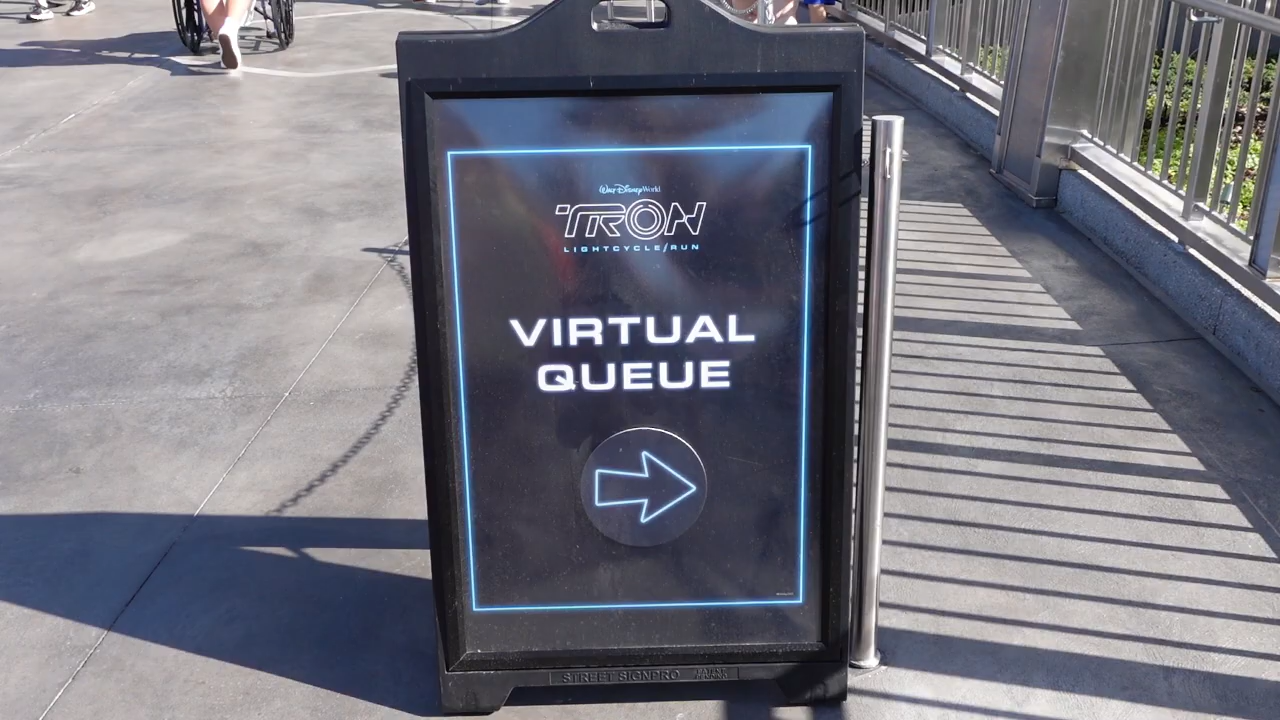 Walt Disney World
TRON
LIGHTCYCLE/RUN
VIRTUAL
QUEUE
STREET SIGNPRO